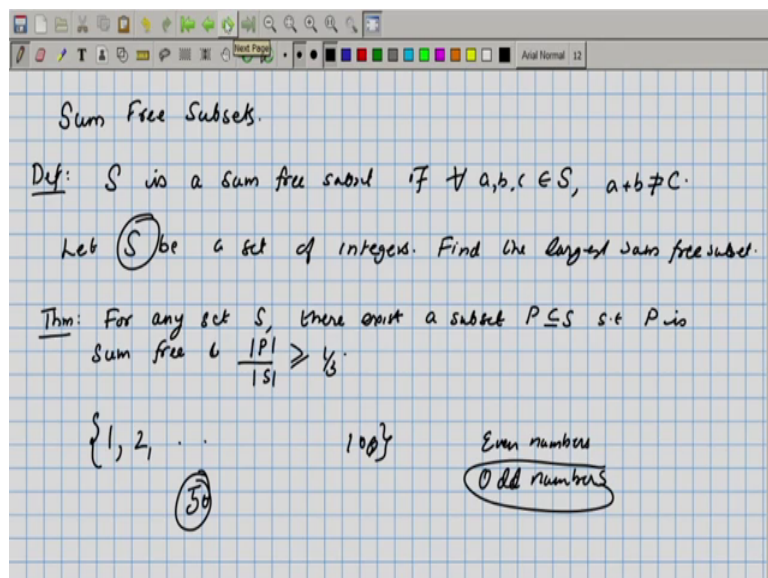 Next Page
T
Arial Normal 12
Sum Free Subsets.
Def: S is a sum free subset if ∀ a,b,c ∈ S, a+b ≠ c.
Let S be a set of integers. Find the largest sum free subset.
Thm: For any set S, there exist a subset P ⊆ S s.t P is
sum free & |P|/|S| ⩾ 1/3.
{1, 2, .. 100} Even numbers
50 Odd numbers